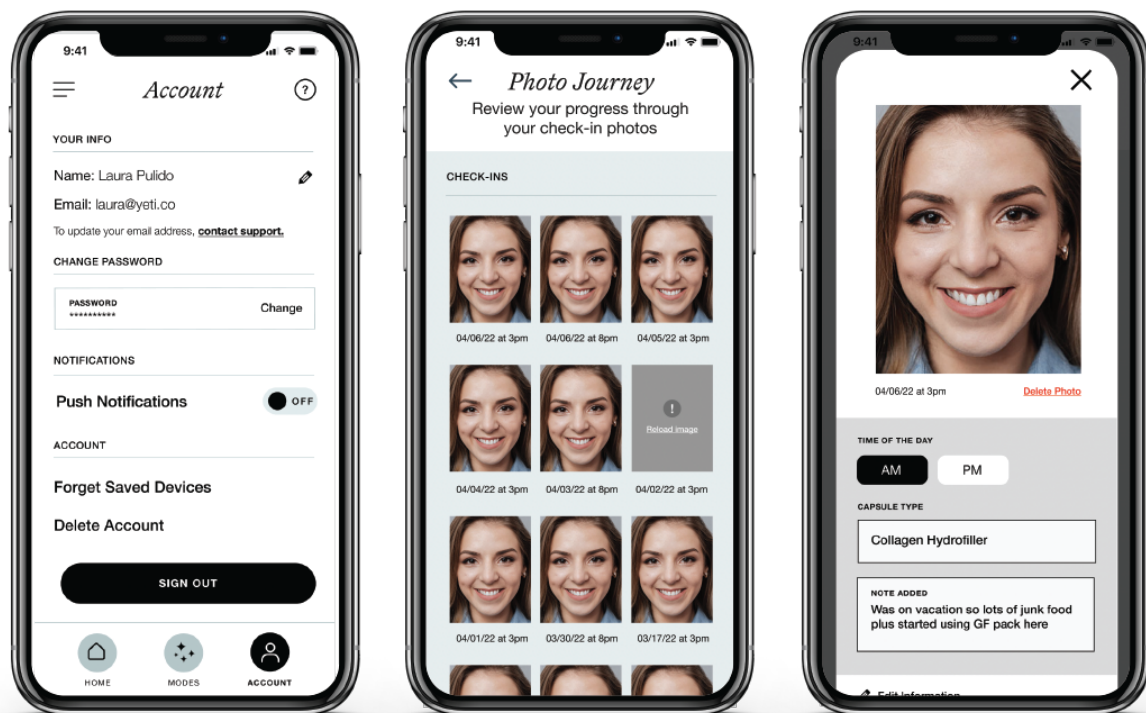 9:41
Account
?
YOUR INFO
Name: Laura Pulido
Email: laura@yeti.co
To update your email address, contact support.
CHANGE PASSWORD
PASSWORD
**********
Change
NOTIFICATIONS
Push Notifications
OFF
ACCOUNT
Forget Saved Devices
Delete Account
SIGN OUT
HOME
MODES
ACCOUNT
9:41
Photo Journey
Review your progress through
your check-in photos
CHECK-INS
04/06/22 at 3pm
04/06/22 at 8pm
04/05/22 at 3pm
!
Reload image
04/04/22 at 3pm
04/03/22 at 8pm
04/02/22 at 3pm
04/01/22 at 3pm
03/30/22 at 8pm
03/17/22 at 3pm
9:41
04/06/22 at 3pm
Delete Photo
TIME OF THE DAY
AM
PM
CAPSULE TYPE
Collagen Hydrofiller
NOTE ADDED
Was on vacation so lots of junk food
plus started using GF pack here
Edit Information